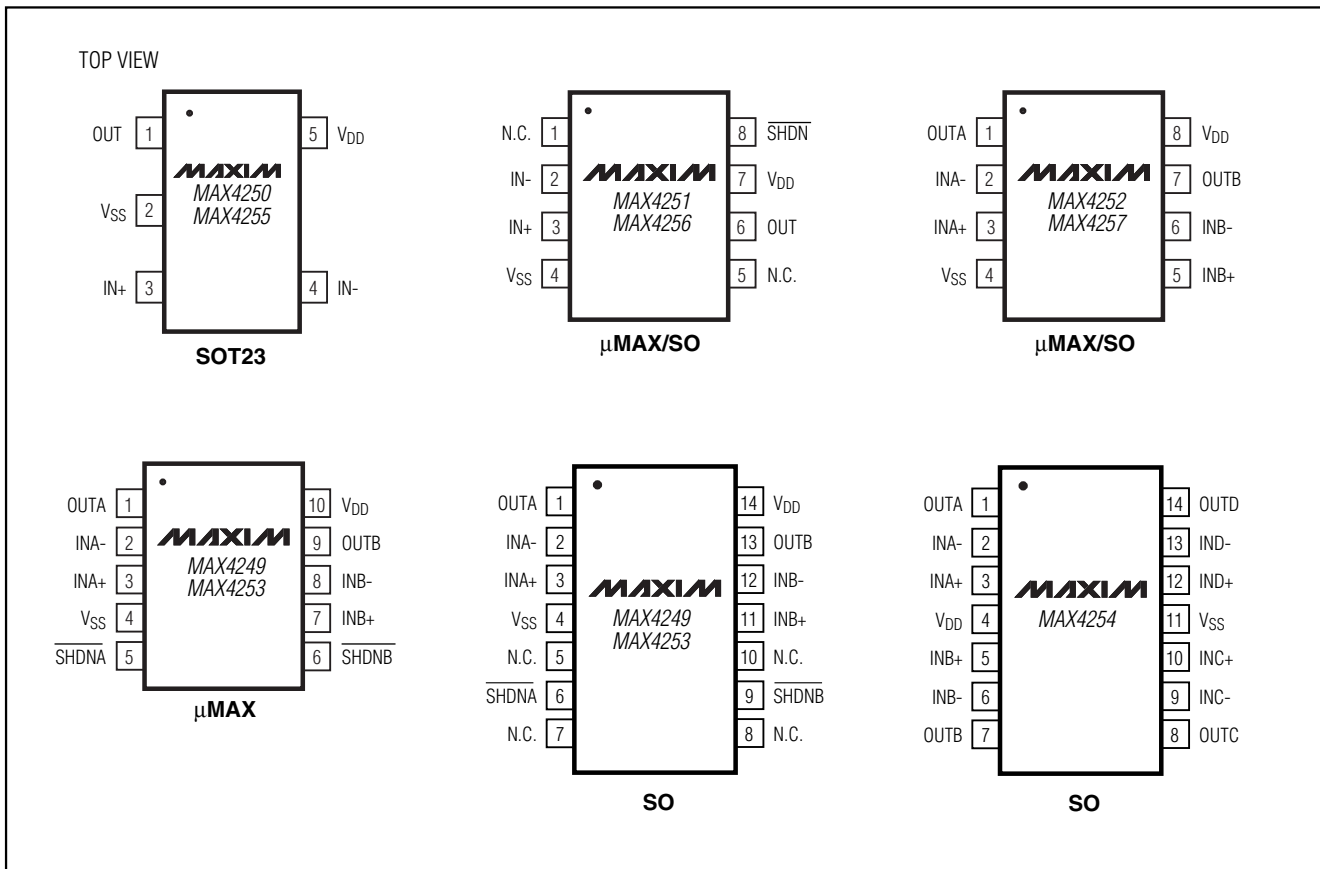 TOP VIEW
OUT 1
5 VDD
VSS 2
IN+ 3
4 IN-
MAXIM
MAX4250
MAX4255
SOT23
N.C. 1
8 SHDN
IN- 2
7 VDD
IN+ 3
6 OUT
VSS 4
5 N.C.
MAXIM
MAX4251
MAX4256
μMAX/SO
OUTA 1
8 VDD
INA- 2
7 OUTB
INA+ 3
6 INB-
VSS 4
5 INB+
MAXIM
MAX4252
MAX4257
μMAX/SO
OUTA 1
10 VDD
INA- 2
9 OUTB
INA+ 3
8 INB-
VSS 4
7 INB+
SHDNA 5
6 SHDNB
MAXIM
MAX4249
MAX4253
μMAX
OUTA 1
14 VDD
INA- 2
13 OUTB
INA+ 3
12 INB-
VSS 4
11 INB+
N.C. 5
10 N.C.
SHDNA 6
9 SHDNB
N.C. 7
8 N.C.
MAXIM
MAX4249
MAX4253
SO
OUTA 1
14 OUTD
INA- 2
13 IND-
INA+ 3
12 IND+
VDD 4
11 VSS
INB+ 5
10 INC+
INB- 6
9 INC-
OUTB 7
8 OUTC
MAXIM
MAX4254
SO